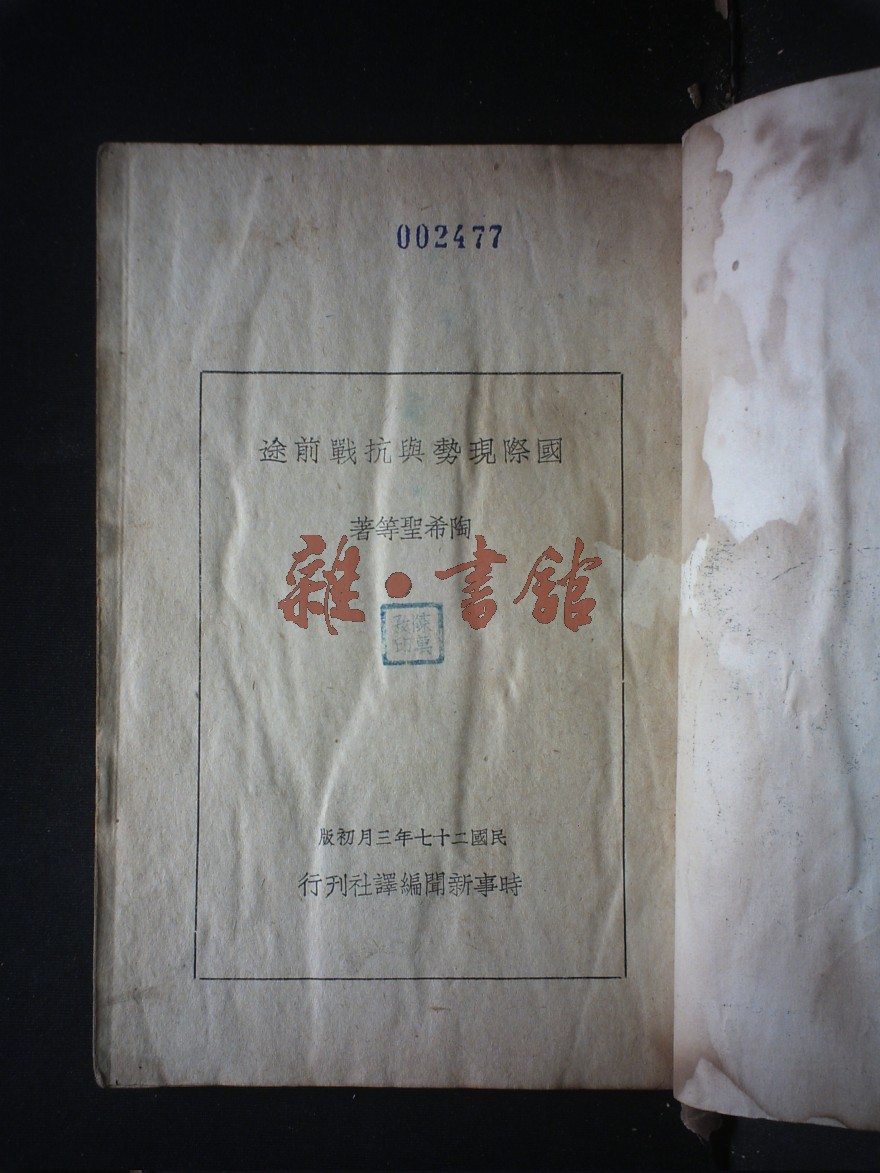 002477
國際現勢與抗戰前途
陶希聖等著
雜·書館
民國二十七年三月初版
時事新聞編譯社刊行